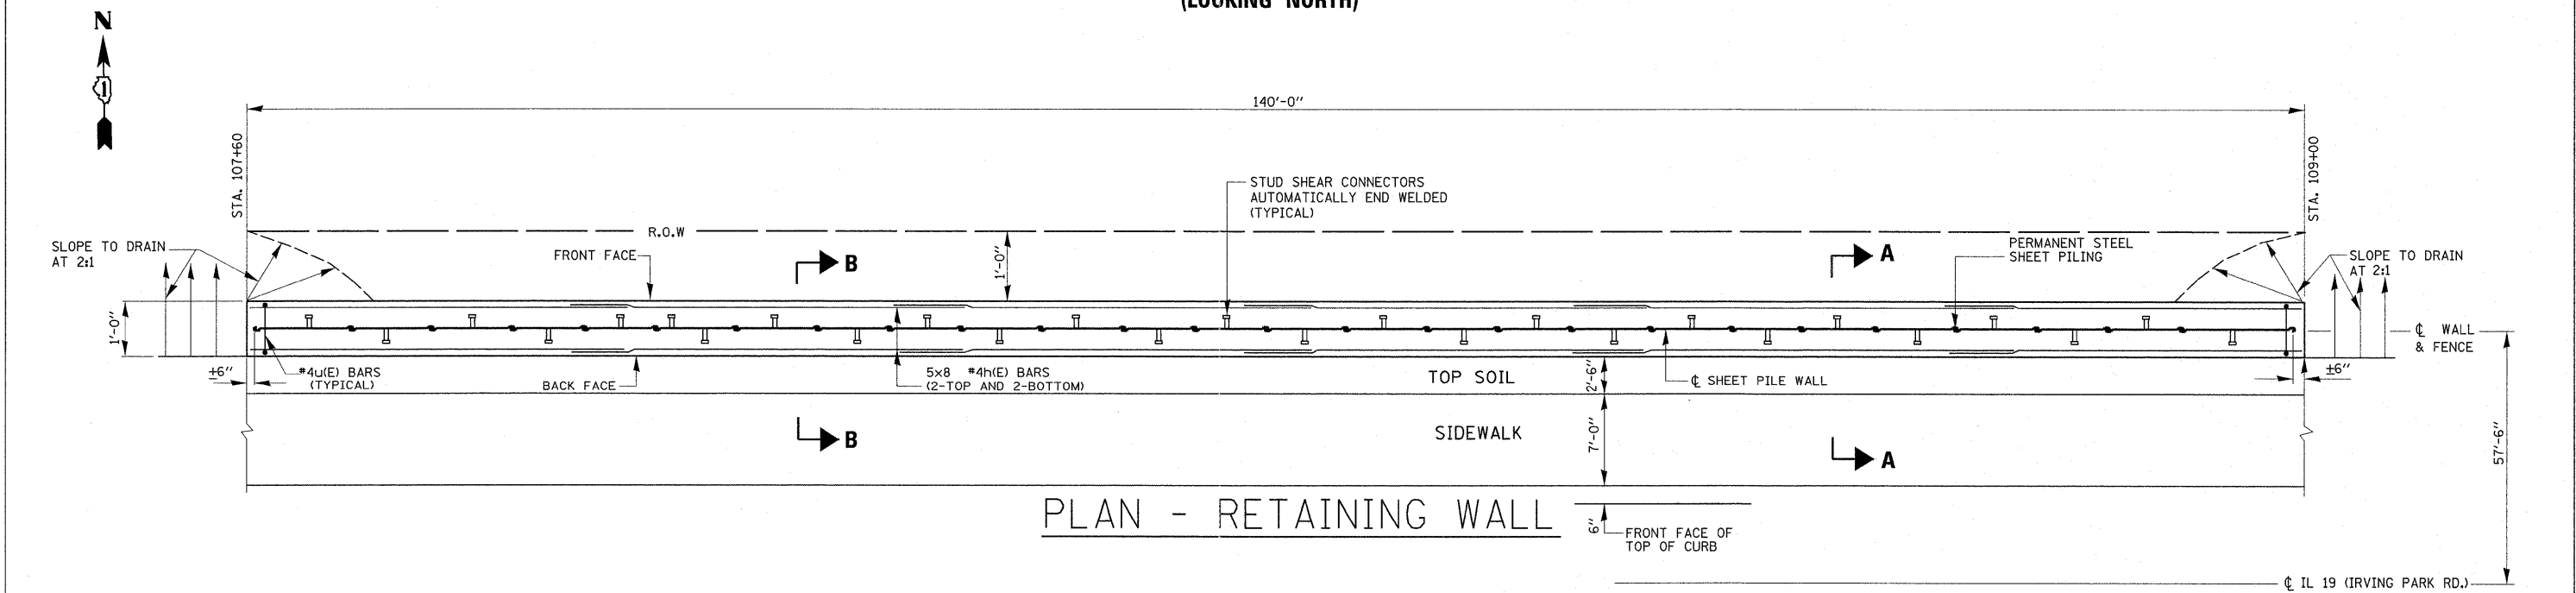 (LOOKING NORTH)
N
1
140'-0"
STA. 107+60
STA. 109+00
STUD SHEAR CONNECTORS
AUTOMATICALLY END WELDED
(TYPICAL)
R.O.W
SLOPE TO DRAIN
AT 2:1
FRONT FACE
B
1'-0"
A
PERMANENT STEEL
SHEET PILING
SLOPE TO DRAIN
AT 2:1
1'-0"
℄ WALL
& FENCE
±6"
#4u(E) BARS
(TYPICAL)
BACK FACE
5x8 #4h(E) BARS
(2-TOP AND 2-BOTTOM)
TOP SOIL
2'-6"
℄ SHEET PILE WALL
±6"
B
SIDEWALK
7'-0"
A
57'-6"
PLAN - RETAINING WALL
6"
FRONT FACE OF
TOP OF CURB
℄ IL 19 (IRVING PARK RD.)